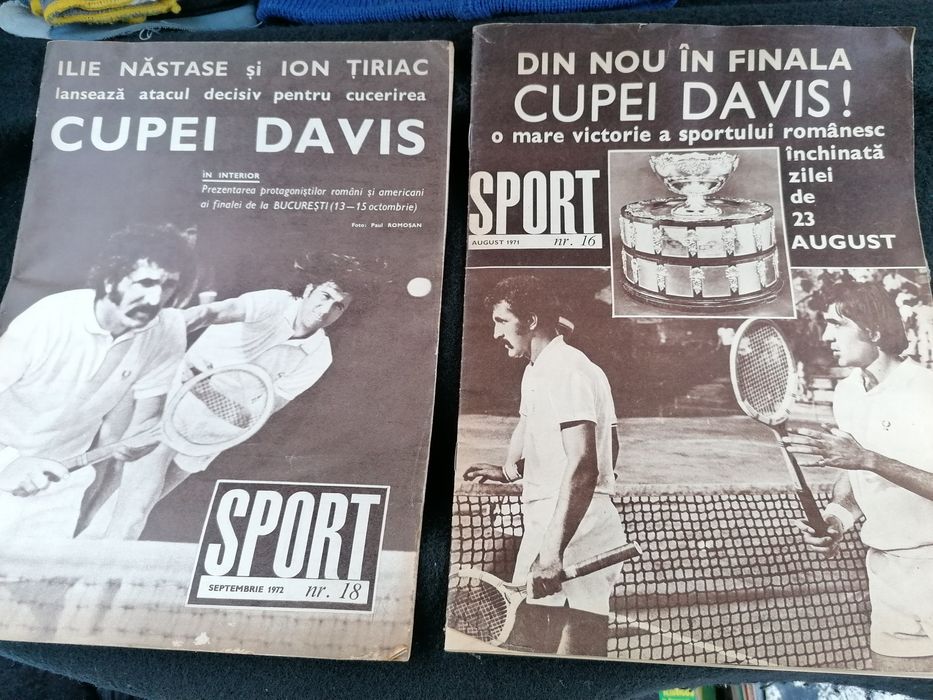 ILIE NĂSTASE și ION ȚIRIAC
lansează atacul decisiv pentru cucerirea
CUPEI DAVIS
ÎN INTERIOR
Prezentarea protagoniștilor români și americani
ai finalei de la BUCUREȘTI (13—15 octombrie)
Foto: Paul ROMOȘAN
SPORT
SEPTEMBRIE 1972 nr. 18
DIN NOU ÎN FINALA
CUPEI DAVIS!
o mare victorie a sportului românesc
închinată
zilei
de
23
AUGUST
SPORT
AUGUST 1971 nr. 16